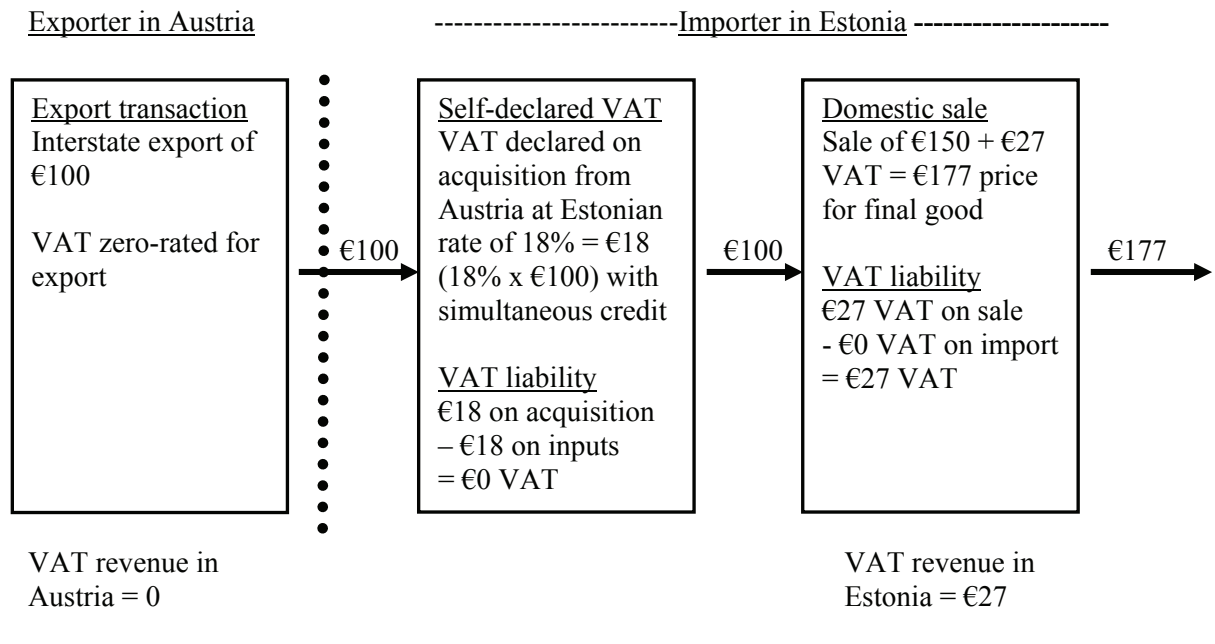 Exporter in Austria
------------------------Importer in Estonia --------------------
Export transaction
Interstate export of
€100
VAT zero-rated for
export
€100
Self-declared VAT
VAT declared on
acquisition from
Austria at Estonian
rate of 18% = €18
(18% x €100) with
simultaneous credit
VAT liability
€18 on acquisition
– €18 on inputs
= €0 VAT
€100
Domestic sale
Sale of €150 + €27
VAT = €177 price
for final good
VAT liability
€27 VAT on sale
- €0 VAT on import
= €27 VAT
€177
VAT revenue in
Austria = 0
VAT revenue in
Estonia = €27